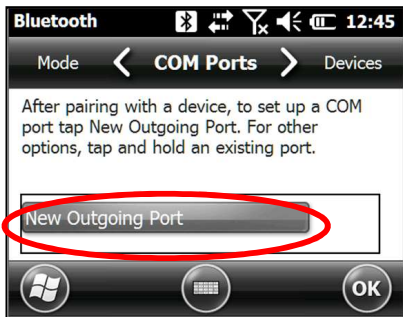 Bluetooth 12:45
Mode COM Ports Devices
After pairing with a device, to set up a COM
port tap New Outgoing Port. For other
options, tap and hold an existing port.
New Outgoing Port
OK